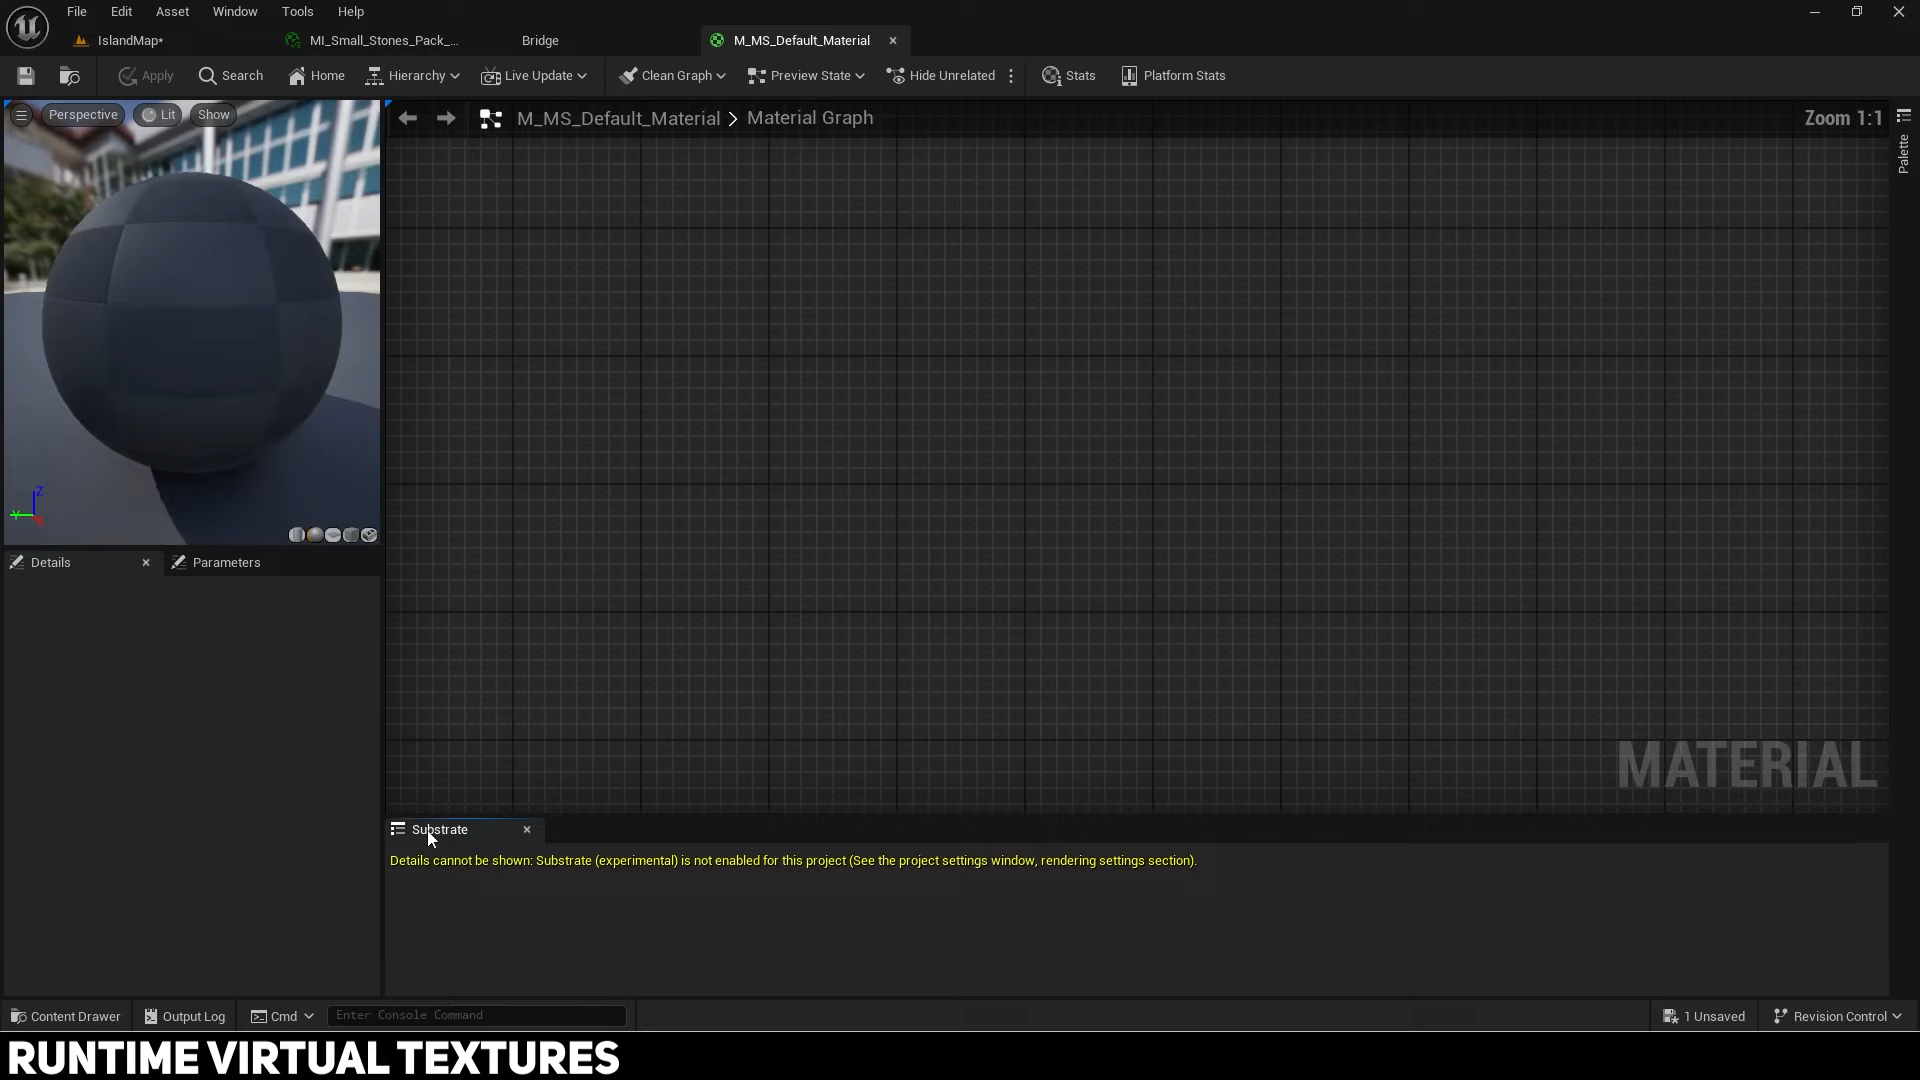 File Edit Asset Window Tools Help
IslandMap* MI_Small_Stones_Pack_... Bridge M_MS_Default_Material
Apply Search Home Hierarchy Live Update Clean Graph Preview State Hide Unrelated Stats Platform Stats
Perspective Lit Show
M_MS_Default_Material > Material Graph
Zoom 1:1
Palette
Z
Y
X
Details Parameters
MATERIAL
Substrate
Details cannot be shown: Substrate (experimental) is not enabled for this project (See the project settings window, rendering settings section).
Content Drawer Output Log Cmd Enter Console Command 1 Unsaved Revision Control
RUNTIME VIRTUAL TEXTURES